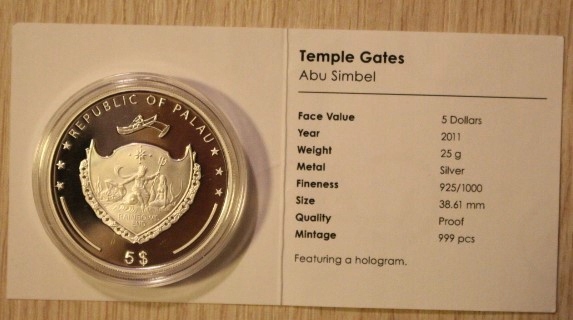 REPUBLIC OF PALAU
5$
Temple Gates
Abu Simbel
Face Value 5 Dollars
Year 2011
Weight 25 g
Metal Silver
Fineness 925/1000
Size 38.61 mm
Quality Proof
Mintage 999 pcs
Featuring a hologram.